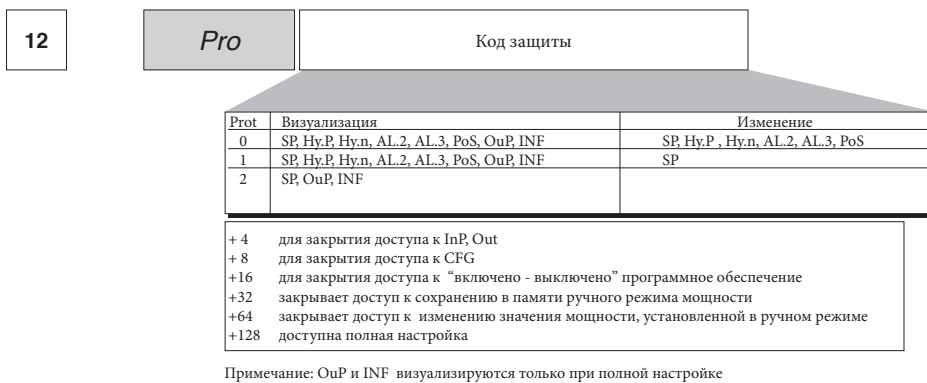 12 Pro Код защиты
Prot Визуализация Изменение
0 SP, Hy.P, Hy.n, AL.2, AL.3, PoS, OuP, INF SP, Hy.P , Hy.n, AL.2, AL.3, PoS
1 SP, Hy.P, Hy.n, AL.2, AL.3, PoS, OuP, INF SP
2 SP, OuP, INF
+ 4 для закрытия доступа к InP, Out
+ 8 для закрытия доступа к CFG
+16 для закрытия доступа к “включено - выключено” программное обеспечение
+32 закрывает доступ к сохранению в памяти ручного режима мощности
+64 закрывает доступ к изменению значения мощности, установленной в ручном режиме
+128 доступна полная настройка
Примечание: OuP и INF визуализируются только при полной настройке